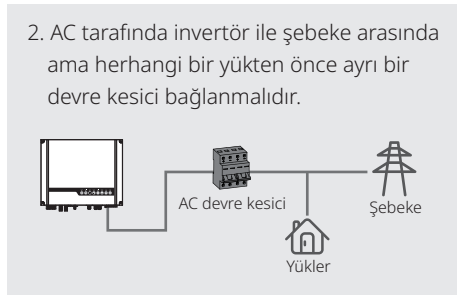 2. AC tarafında invertör ile şebeke arasında
ama herhangi bir yükten önce ayrı bir
devre kesici bağlanmalıdır.
AC devre kesici
Şebeke
Yükler